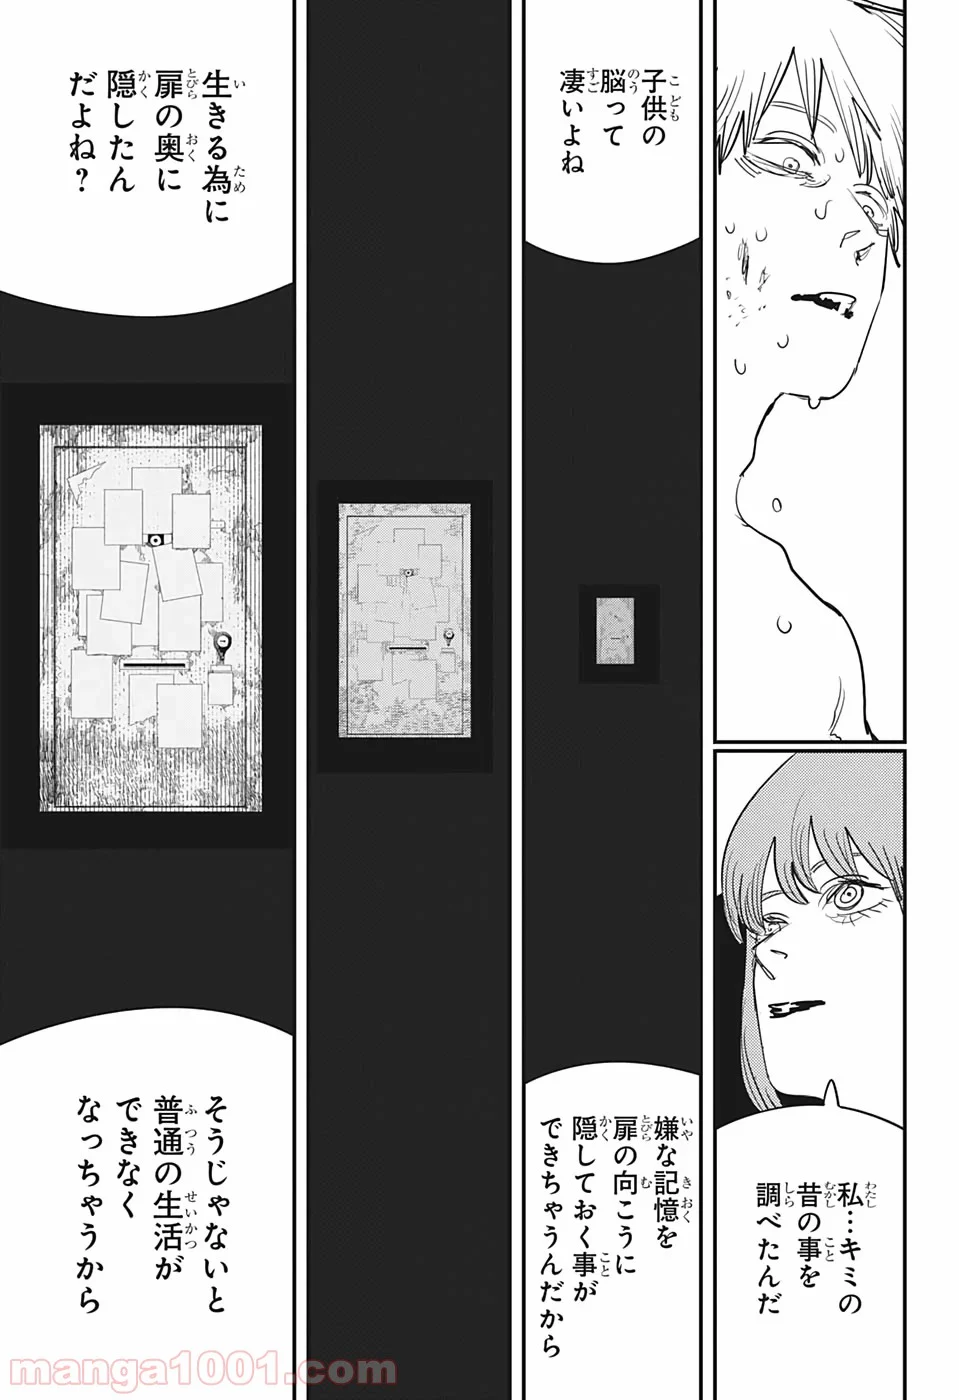 私…キミの
昔の事を
調べたんだ
子供の
脳って
凄いよね
嫌な記憶を
扉の向こうに
隠しておく事が
できちゃうんだから
生きる為に
扉の奥に
隠したん
だよね?
そうじゃないと
普通の生活が
できなく
なっちゃうから
manga1001.com